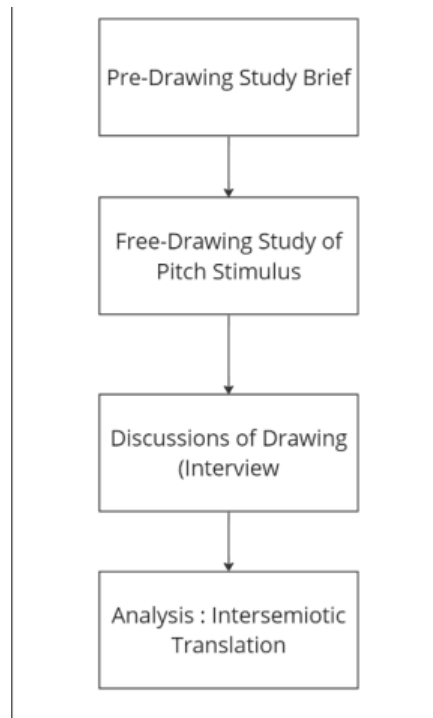 Pre-Drawing Study Brief
Free-Drawing Study of
Pitch Stimulus
Discussions of Drawing
(Interview
Analysis : Intersemiotic
Translation